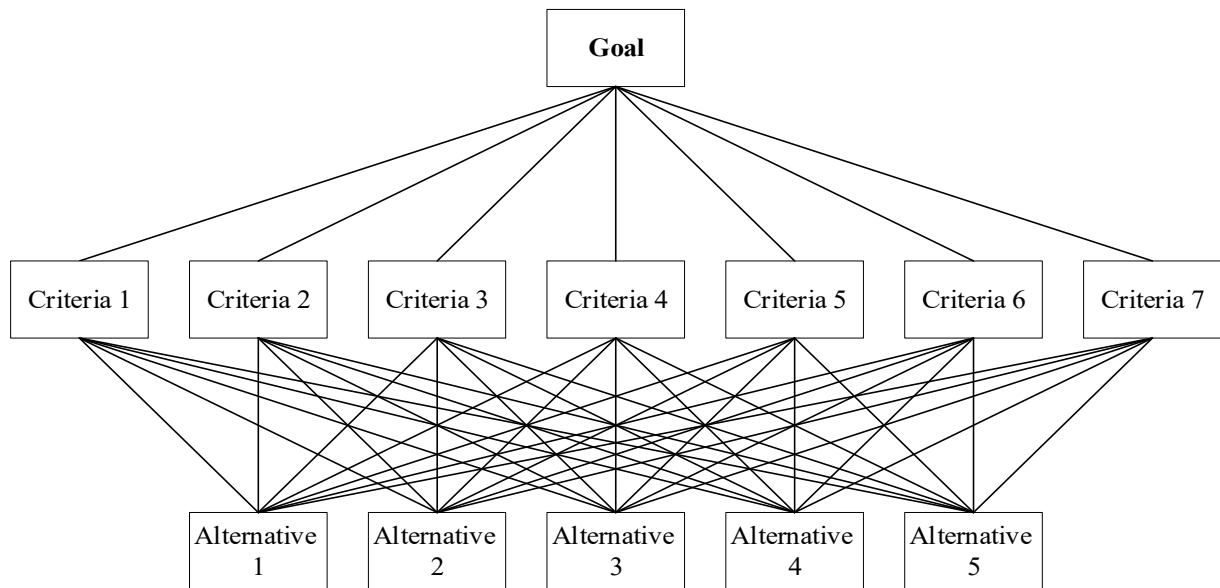 Goal
Criteria 1
Criteria 2
Criteria 3
Criteria 4
Criteria 5
Criteria 6
Criteria 7
Alternative
1
Alternative
2
Alternative
3
Alternative
4
Alternative
5